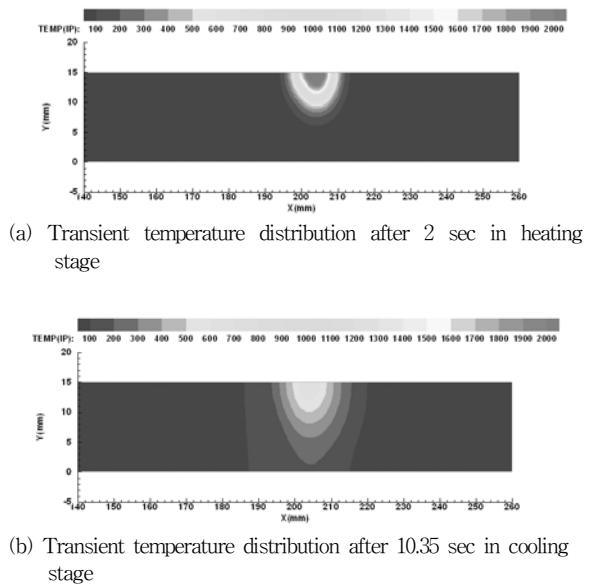 TEMP(IP): 100 200 300 400 500 600 700 800 900 1000 1100 1200 1300 1400 1500 1600 1700 1800 1900 2000
20
15
10
5
0
-5
Y(mm)
140 150 160 170 180 190 200 210 220 230 240 250 260
X(mm)
(a) Transient temperature distribution after 2 sec in heating
stage
TEMP(IP): 100 200 300 400 500 600 700 800 900 1000 1100 1200 1300 1400 1500 1600 1700 1800 1900 2000
20
15
10
5
0
-5
Y(mm)
140 150 160 170 180 190 200 210 220 230 240 250 260
X(mm)
(b) Transient temperature distribution after 10.35 sec in cooling
stage